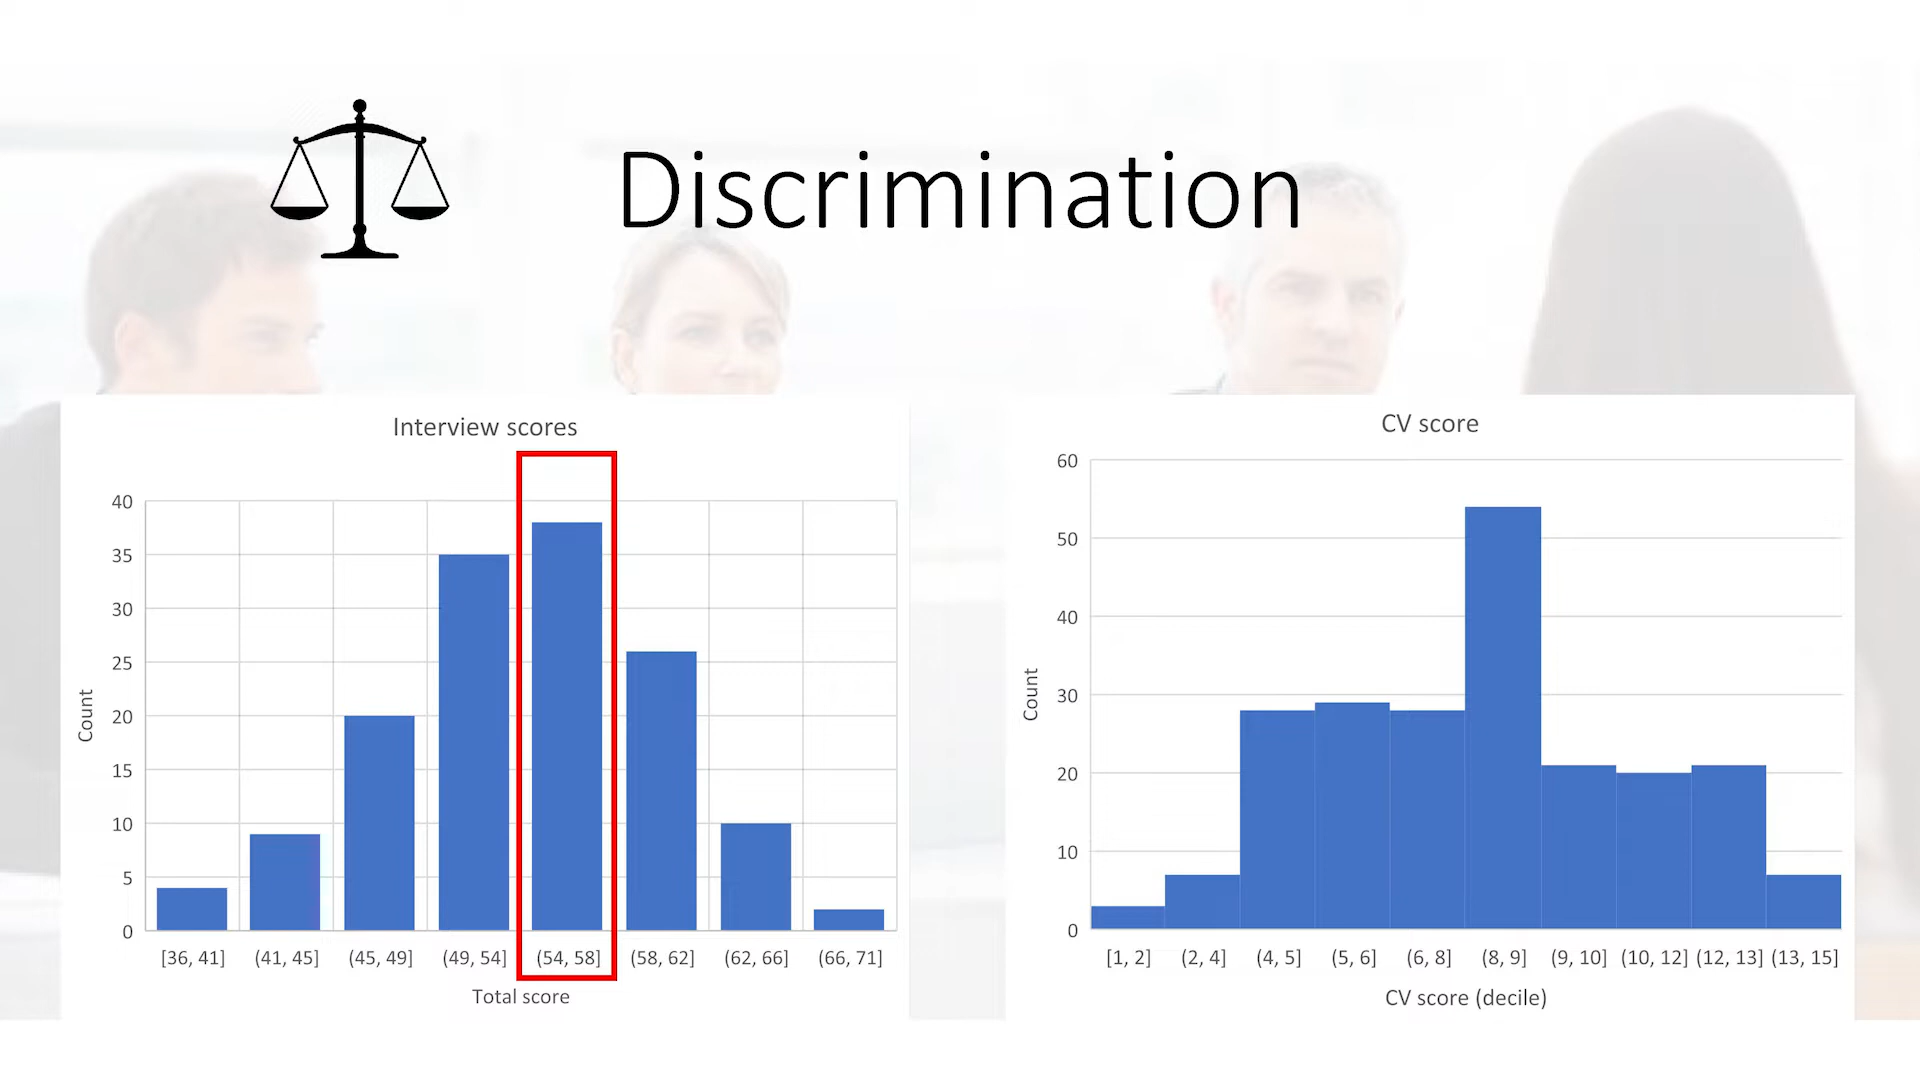 Discrimination
Interview scores
40
35
30
25
20
15
10
5
0
Count
[36, 41] (41, 45] (45, 49] (49, 54] (54, 58] (58, 62] (62, 66] (66, 71]
Total score
CV score
60
50
40
30
20
10
0
Count
[1, 2] (2, 4] (4, 5] (5, 6] (6, 8] (8, 9] (9, 10] (10, 12] (12, 13] (13, 15]
CV score (decile)